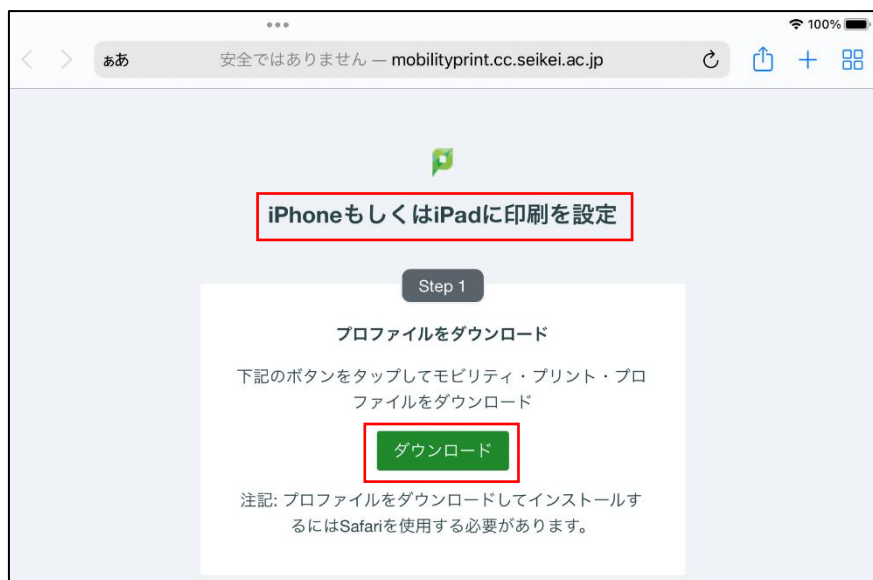 100%
ぁあ
安全ではありません — mobilityprint.cc.seikei.ac.jp
iPhoneもしくはiPadに印刷を設定
Step 1
プロファイルをダウンロード
下記のボタンをタップしてモビリティ・プリント・プロ
ファイルをダウンロード
ダウンロード
注記: プロファイルをダウンロードしてインストールす
るにはSafariを使用する必要があります。